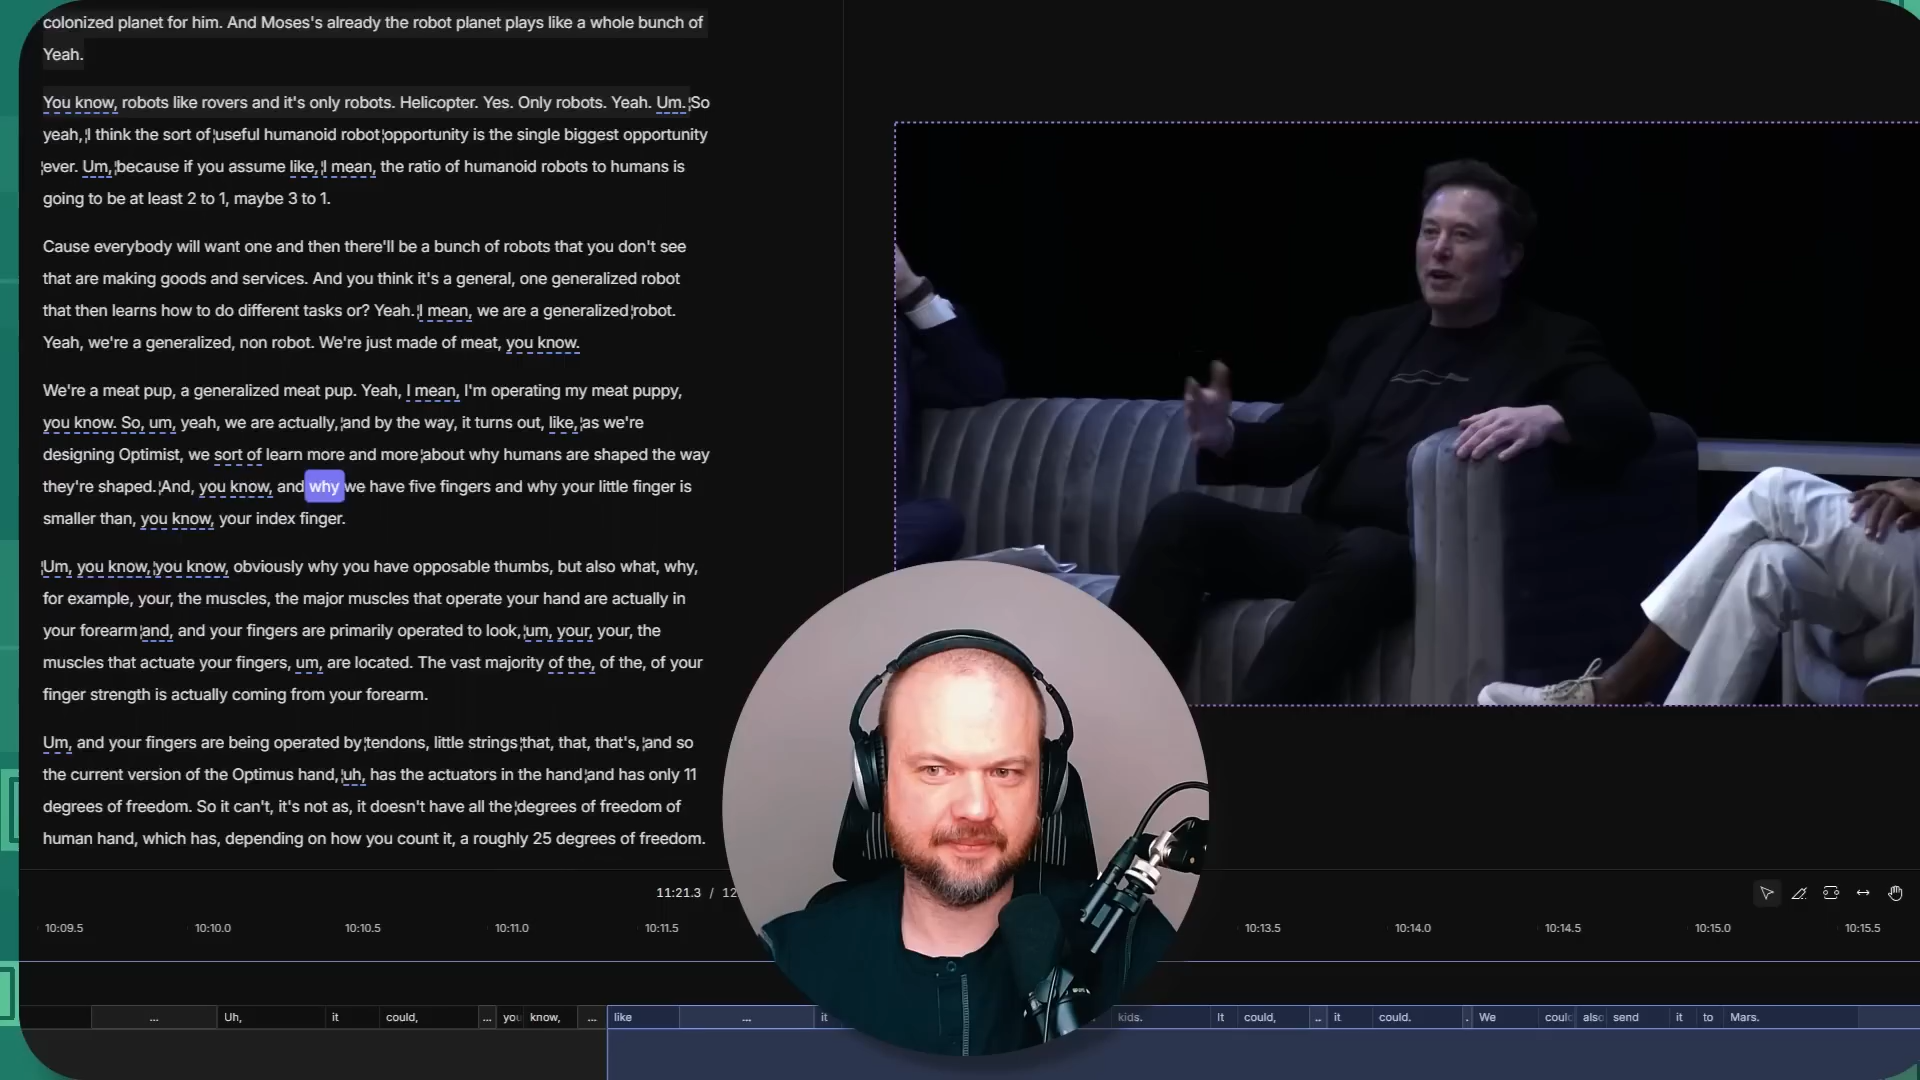 colonized planet for him. And Moses's already the robot planet plays like a whole bunch of
Yeah.
You know, robots like rovers and it's only robots. Helicopter. Yes. Only robots. Yeah. Um. So
yeah, I think the sort of useful humanoid robot opportunity is the single biggest opportunity
ever. Um, because if you assume like, I mean, the ratio of humanoid robots to humans is
going to be at least 2 to 1, maybe 3 to 1.
Cause everybody will want one and then there'll be a bunch of robots that you don't see
that are making goods and services. And you think it's a general, one generalized robot
that then learns how to do different tasks or? Yeah. I mean, we are a generalized robot.
Yeah, we're a generalized, non robot. We're just made of meat, you know.
We're a meat pup, a generalized meat pup. Yeah, I mean, I'm operating my meat puppy,
you know. So, um, yeah, we are actually, and by the way, it turns out, like, as we're
designing Optimist, we sort of learn more and more about why humans are shaped the way
they're shaped. And, you know, and why we have five fingers and why your little finger is
smaller than, you know, your index finger.
Um, you know, you know, obviously why you have opposable thumbs, but also what, why,
for example, your, the muscles, the major muscles that operate your hand are actually in
your forearm and, and your fingers are primarily operated to look, um, your, your, the
muscles that actuate your fingers, um, are located. The vast majority of the, of the, of your
finger strength is actually coming from your forearm.
Um, and your fingers are being operated by tendons, little strings that, that, that's, and so
the current version of the Optimus hand, uh, has the actuators in the hand and has only 11
degrees of freedom. So it can't, it's not as, it doesn't have all the degrees of freedom of
human hand, which has, depending on how you count it, a roughly 25 degrees of freedom.
11:21.3 / 12
10:09.5 10:10.0 10:10.5 10:11.0 10:11.5 10:13.5 10:14.0 10:14.5 10:15.0 10:15.5
... Uh, it could, ... you know, ... like ... it kids. It could, .. it could. . We could also send it to Mars.